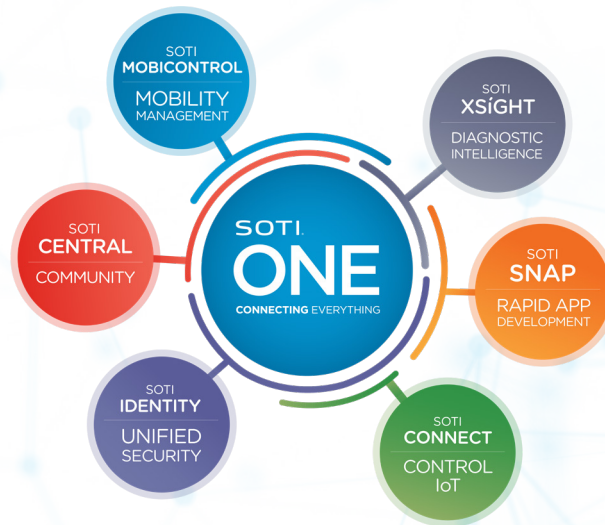 SOTI
MOBICONTROL
MOBILITY
MANAGEMENT
SOTI
XSíGHT
DIAGNOSTIC
INTELLIGENCE
SOTI
CENTRAL
COMMUNITY
SOTI.
ONE
CONNECTING EVERYTHING
SOTI
SNAP
RAPID APP
DEVELOPMENT
SOTI
IDENTITY
UNIFIED
SECURITY
SOTI
CONNECT
CONTROL
IoT